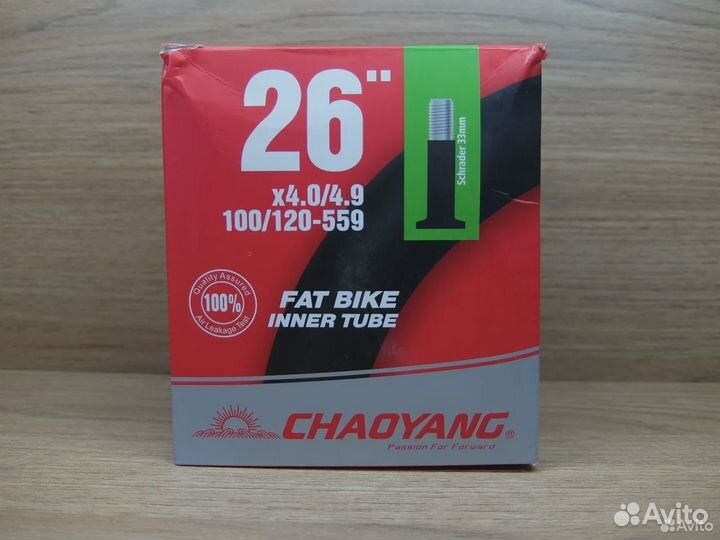 26"
x4.0/4.9
100/120-559
Schrader 33mm
Quality Assured
100%
Air Leakage Test
FAT BIKE
INNER TUBE
CHAOYANG®
Passion For Forward
Avito
Avito